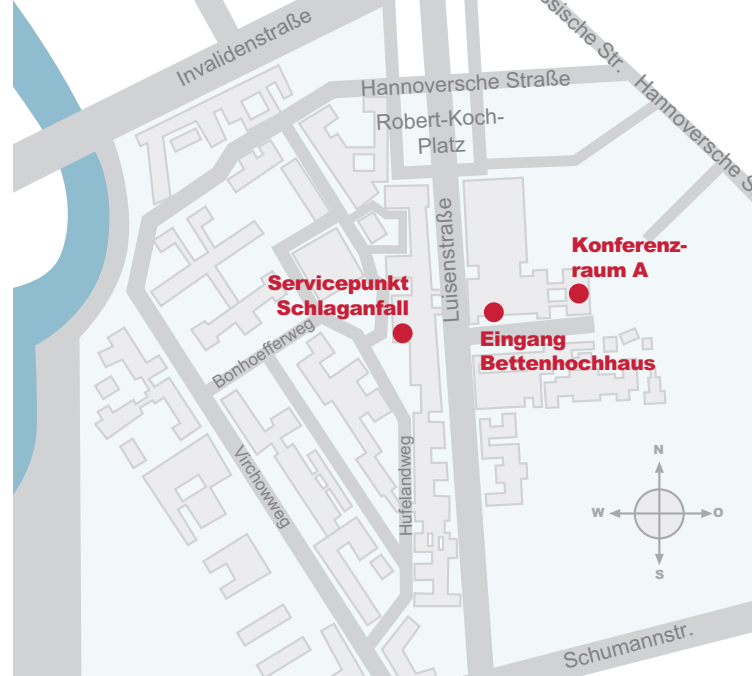 Invalidenstraße
Hannoversche Straße
Robert-Koch-
Platz
Str.
Hannoversche
Luisenstraße
Konferenz-
raum A
Servicepunkt
Schlaganfall
Eingang
Bettenhochhaus
Bonhoefferweg
Virchowweg
Hufelandweg
N
W
O
S
Schumannstr.